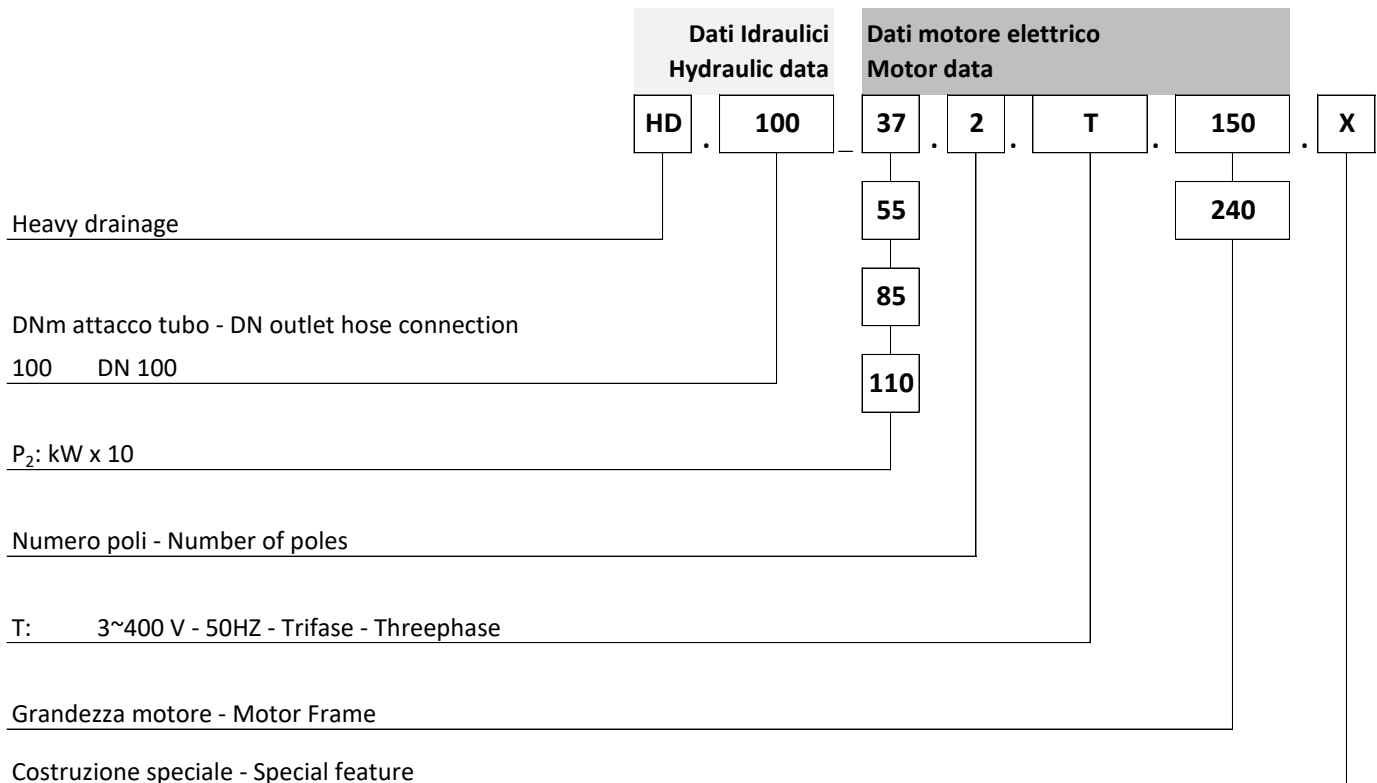 Dati Idraulici Dati motore elettrico
Hydraulic data Motor data
HD . 100 _ 37 . 2 . T . 150 . X
55 240
Heavy drainage
85
DNm attacco tubo - DN outlet hose connection
100 DN 100
110
P₂: kW x 10
Numero poli - Number of poles
T: 3~400 V - 50HZ - Trifase - Threephase
Grandezza motore - Motor Frame
Costruzione speciale - Special feature